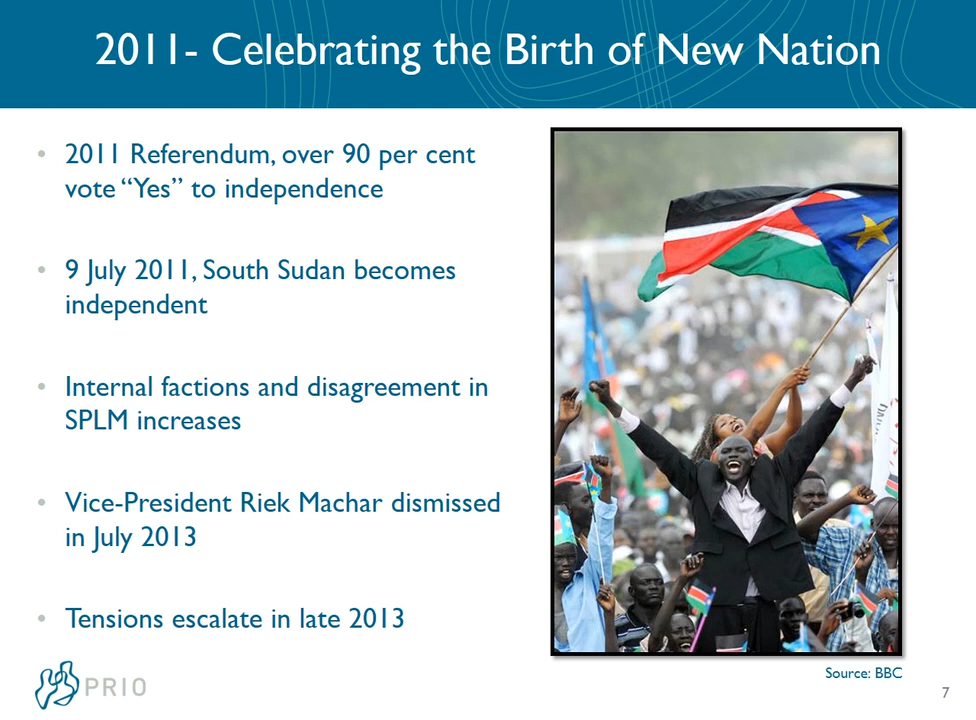 2011- Celebrating the Birth of New Nation
• 2011 Referendum, over 90 per cent
vote “Yes” to independence
• 9 July 2011, South Sudan becomes
independent
• Internal factions and disagreement in
SPLM increases
• Vice-President Riek Machar dismissed
in July 2013
• Tensions escalate in late 2013
Source: BBC
PRIO
7